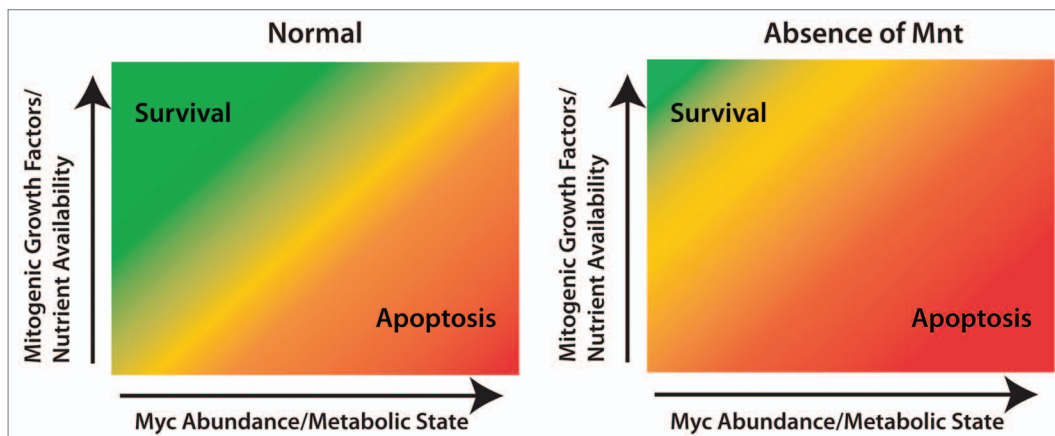 Normal
Survival
Apoptosis
Mitogenic Growth Factors/
Nutrient Availability
Myc Abundance/Metabolic State
Absence of Mnt
Survival
Apoptosis
Mitogenic Growth Factors/
Nutrient Availability
Myc Abundance/Metabolic State